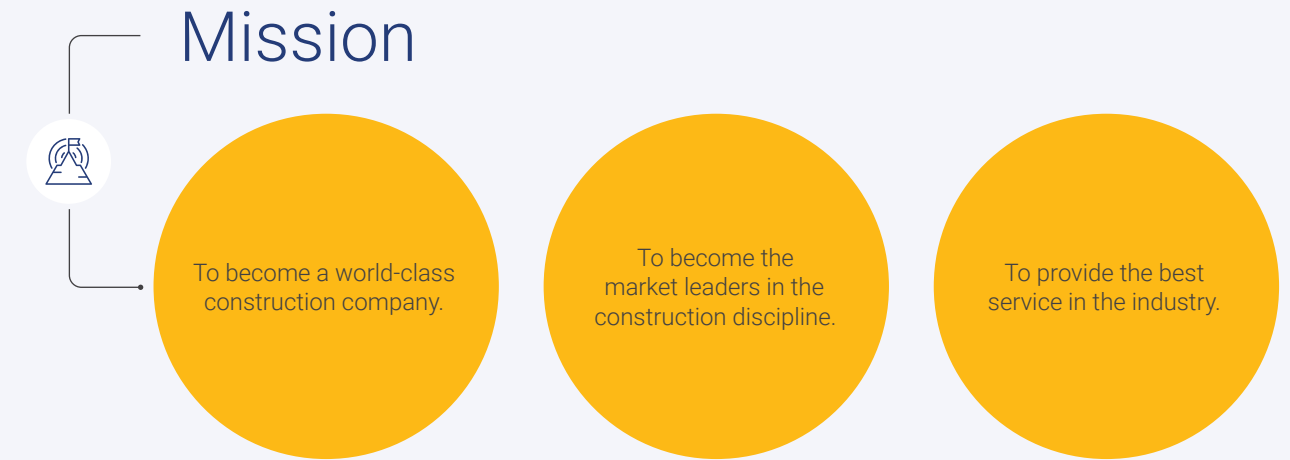 Mission
To become a world-class
construction company.
To become the
market leaders in the
construction discipline.
To provide the best
service in the industry.